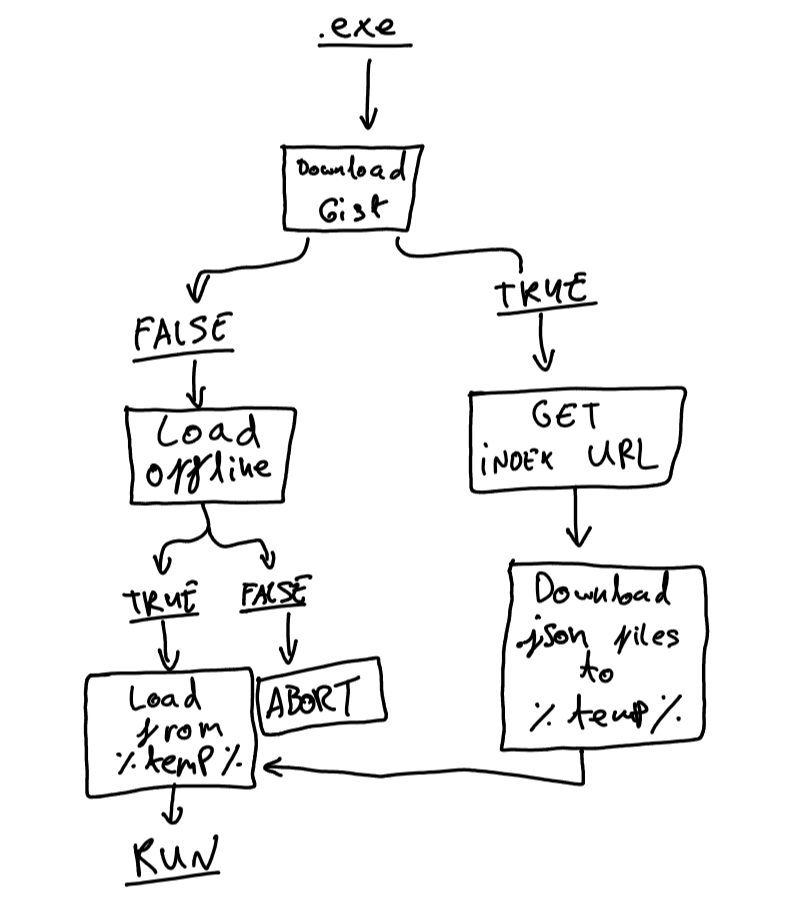 .exe
Download
Gist
TRUE
FALSE
GET
iNDEX URL
Load
offline
TRUE
FALSE
Download
.json files
to
%temp%
Load
from
%temp%
ABORT
RUN